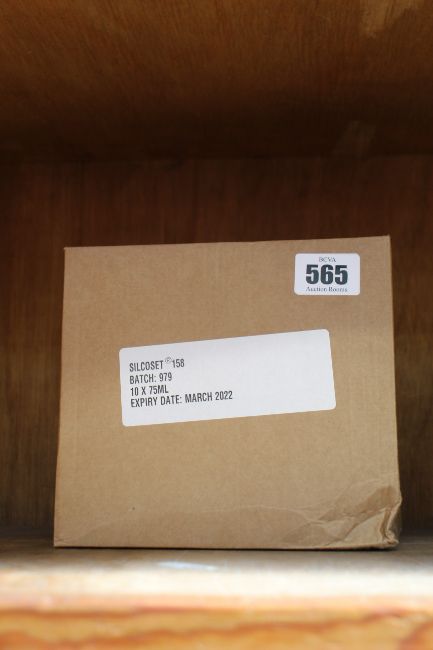 BCVA
565
Auction Rooms
SILCOSET® 158
BATCH: 979
10 X 75ML
EXPIRY DATE: MARCH 2022